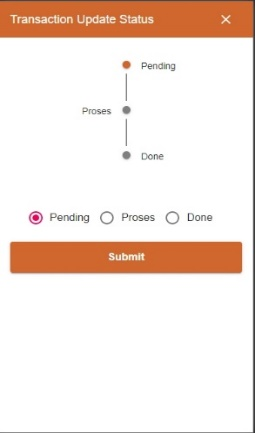 Transaction Update Status
Pending
Proses
Done
Pending Proses Done
Submit